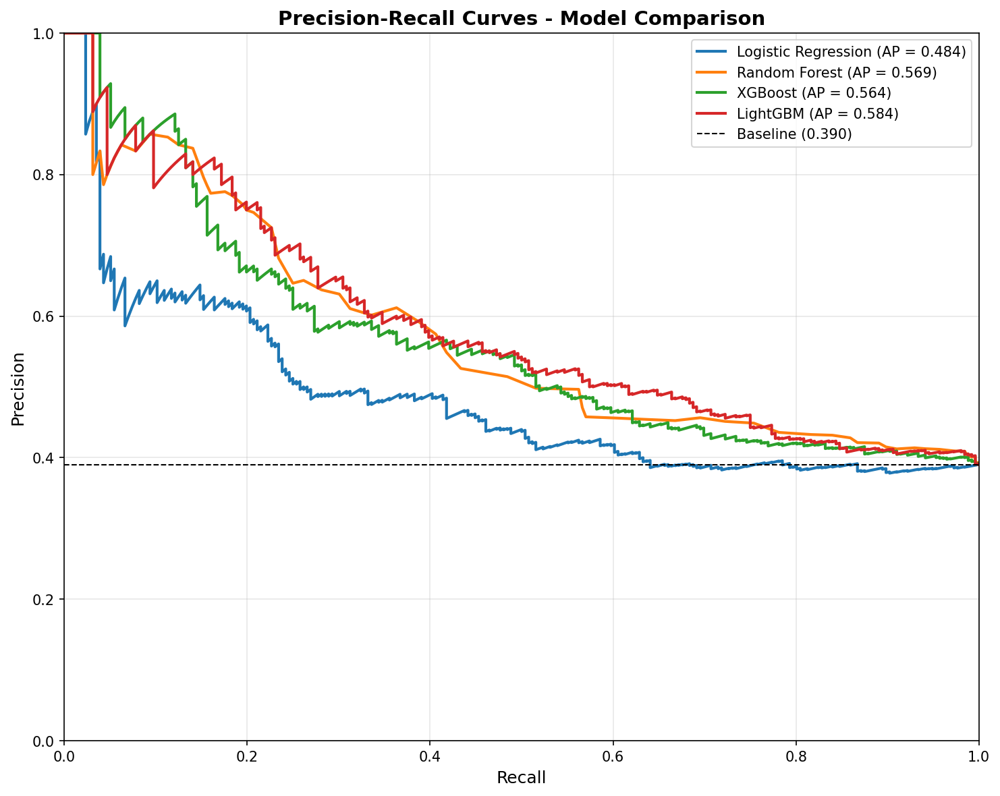 Precision-Recall Curves - Model Comparison
1.0
0.8
0.6
0.4
0.2
0.0
Precision
Logistic Regression (AP = 0.484)
Random Forest (AP = 0.569)
XGBoost (AP = 0.564)
LightGBM (AP = 0.584)
Baseline (0.390)
0.0 0.2 0.4 0.6 0.8 1.0
Recall